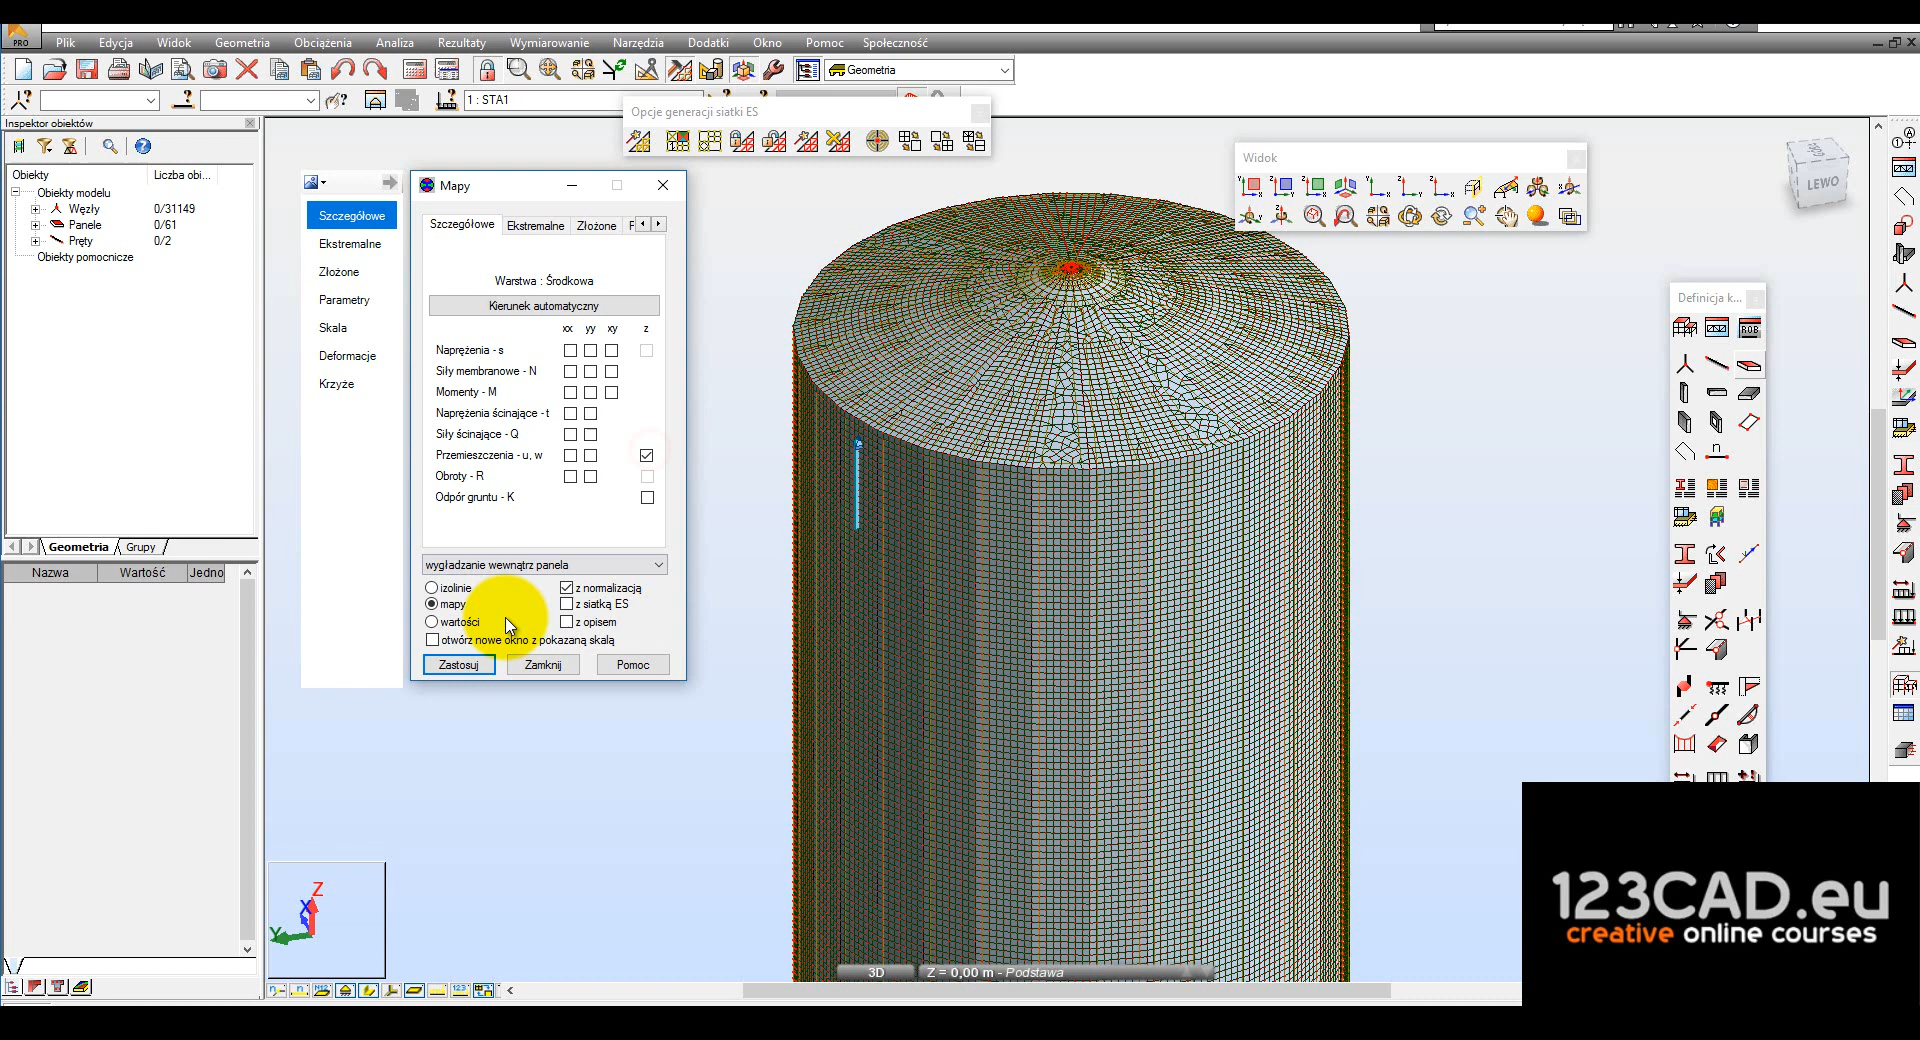 PRO
Plik Edycja Widok Geometria Obciążenia Analiza Rezultaty Wymiarowanie Narzędzia Dodatki Okno Pomoc Społeczność
Geometria
1 : STA1
Inspektor obiektów
Obiekty Liczba obi...
Obiekty modelu
Węzły 0/31149
Panele 0/61
Pręty 0/2
Obiekty pomocnicze
Geometria Grupy
Nazwa Wartość Jedno
Szczegółowe
Ekstremalne
Złożone
Parametry
Skala
Deformacje
Krzyże
Mapy
Szczegółowe Ekstremalne Złożone
Warstwa : Środkowa
Kierunek automatyczny
xx yy xy z
Naprężenia - s
Siły membranowe - N
Momenty - M
Naprężenia ścinające - t
Siły ścinające - Q
Przemieszczenia - u, w
Obroty - R
Odpór gruntu - K
wygładzanie wewnątrz panela
izolinie z normalizacją
mapy z siatką ES
wartości z opisem
otwórz nowe okno z pokazaną skalą
Zastosuj Zamknij Pomoc
Opcje generacji siatki ES
Widok
LEWO
Definicja k...
Z
X
Y
3D
Z = 0,00 m - Podstawa
123CAD.eu
creative online courses